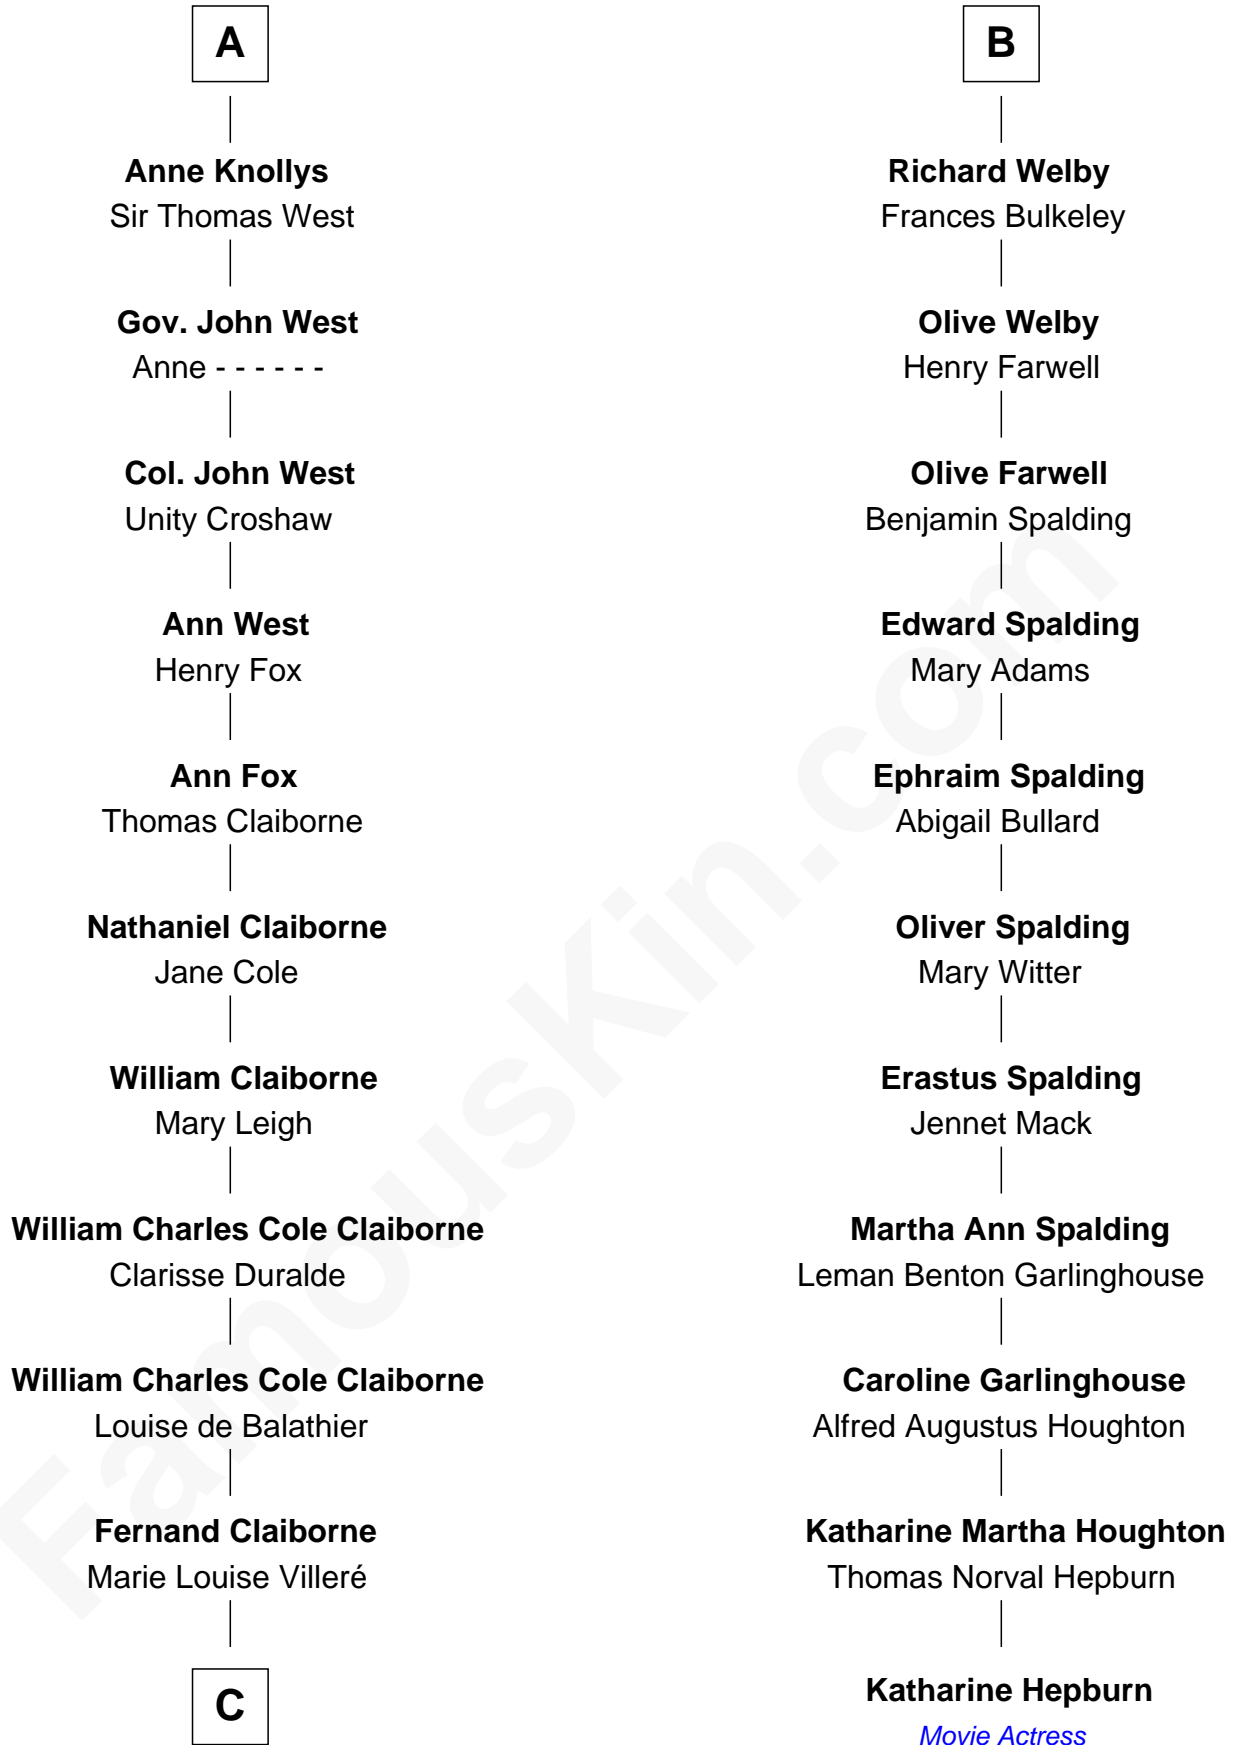 A
Anne Knollys
Sir Thomas West
Gov. John West
Anne - - - - - -
Col. John West
Unity Croshaw
Ann West
Henry Fox
Ann Fox
Thomas Claiborne
Nathaniel Claiborne
Jane Cole
William Claiborne
Mary Leigh
William Charles Cole Claiborne
Clarisse Duralde
William Charles Cole Claiborne
Louise de Balathier
Fernand Claiborne
Marie Louise Villeré
C
B
Richard Welby
Frances Bulkeley
Olive Welby
Henry Farwell
Olive Farwell
Benjamin Spalding
Edward Spalding
Mary Adams
Ephraim Spalding
Abigail Bullard
Oliver Spalding
Mary Witter
Erastus Spalding
Jennet Mack
Martha Ann Spalding
Leman Benton Garlinghouse
Caroline Garlinghouse
Alfred Augustus Houghton
Katharine Martha Houghton
Thomas Norval Hepburn
Katharine Hepburn
Movie Actress
FamousKin.com